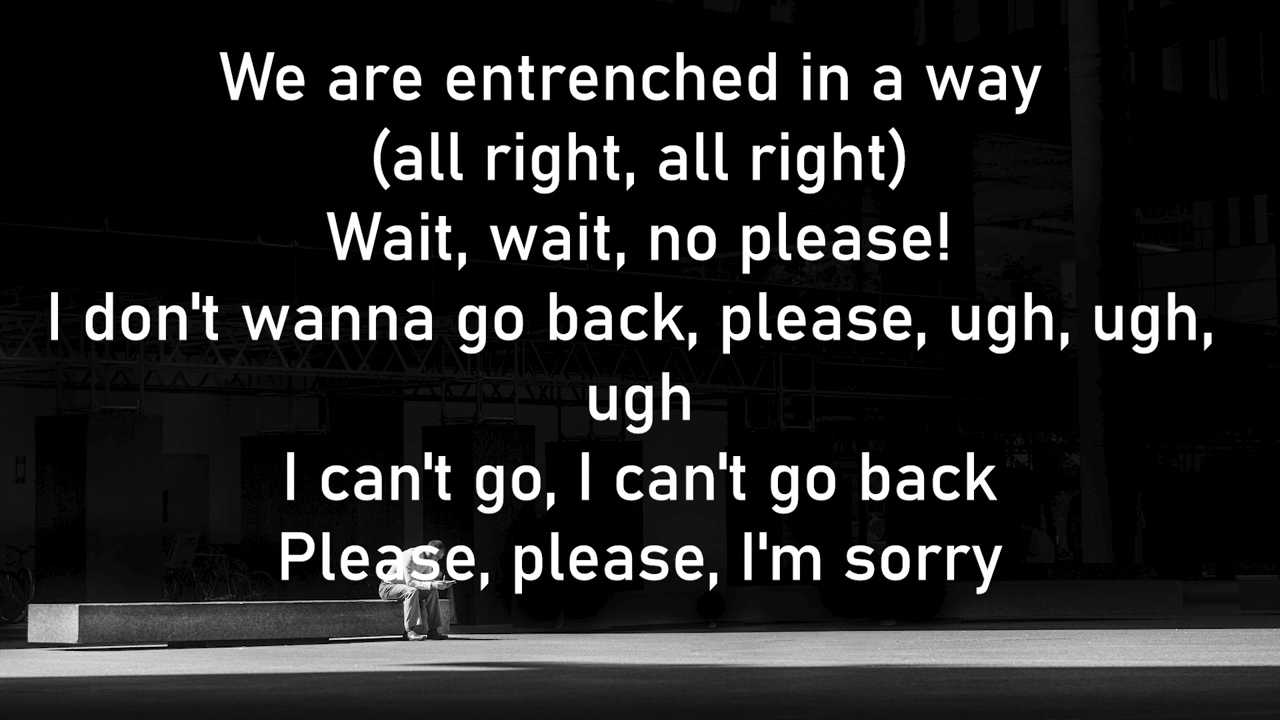 We are entrenched in a way
(all right, all right)
Wait, wait, no please!
I don't wanna go back, please, ugh, ugh,
ugh
I can't go, I can't go back
Please, please, I'm sorry